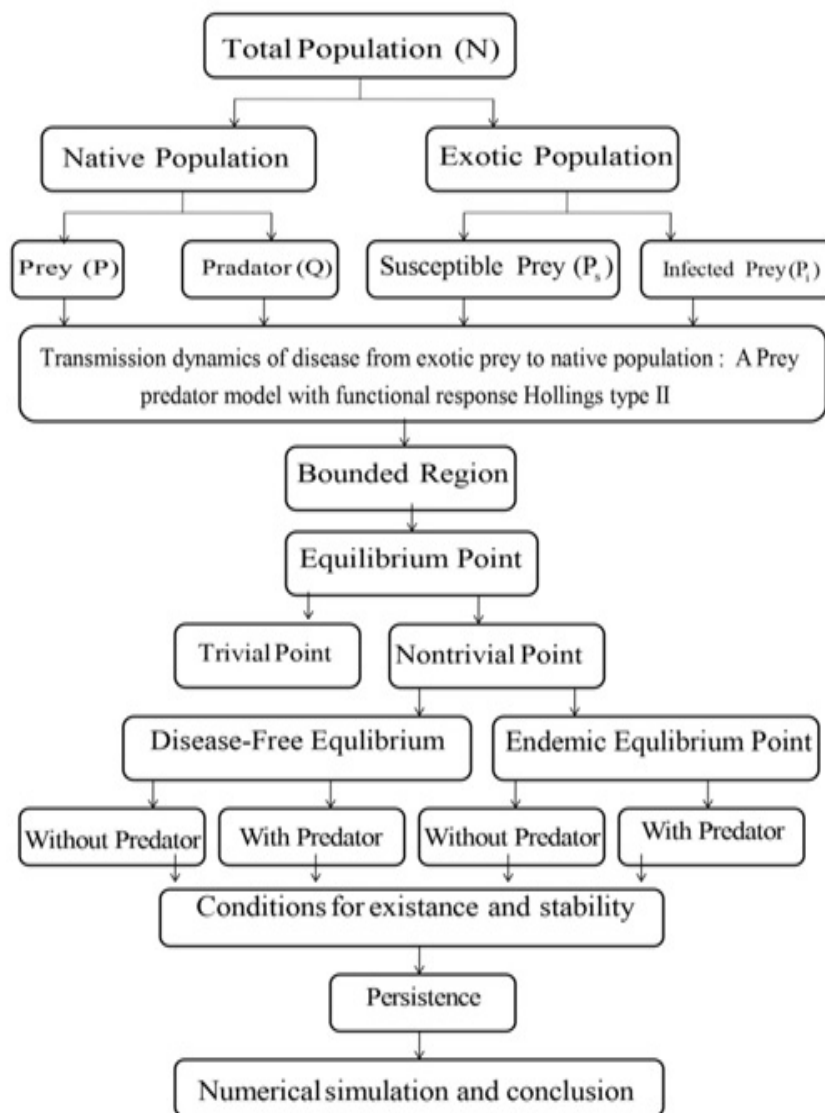 Total Population (N)
Native Population
Exotic Population
Prey (P)
Pradator (Q)
Susceptible Prey (Ps)
Infected Prey (Pi)
Transmission dynamics of disease from exotic prey to native population : A Prey
predator model with functional response Hollings type II
Bounded Region
Equilibrium Point
Trivial Point
Nontrivial Point
Disease-Free Equlibrium
Endemic Equlibrium Point
Without Predator
With Predator
Without Predator
With Predator
Conditions for existance and stability
Persistence
Numerical simulation and conclusion